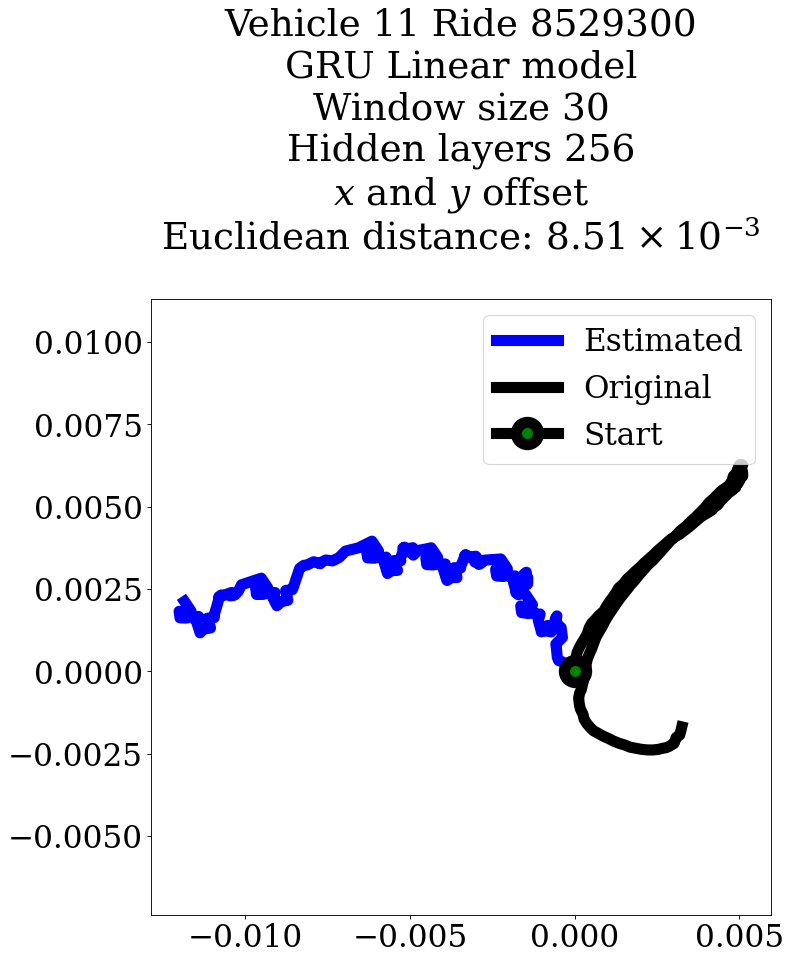 Vehicle 11 Ride 8529300
GRU Linear model
Window size 30
Hidden layers 256
x and y offset
Euclidean distance: 8.51 × 10⁻³
Estimated
Original
Start
0.0100
0.0075
0.0050
0.0025
0.0000
−0.0025
−0.0050
−0.010 −0.005 0.000 0.005